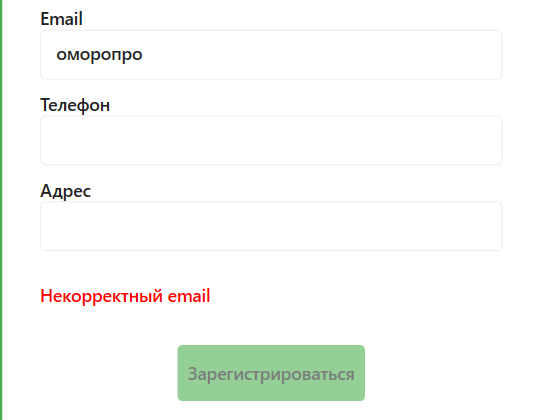 Email
оморопро
Телефон
Адрес
Некорректный email
Зарегистрироваться